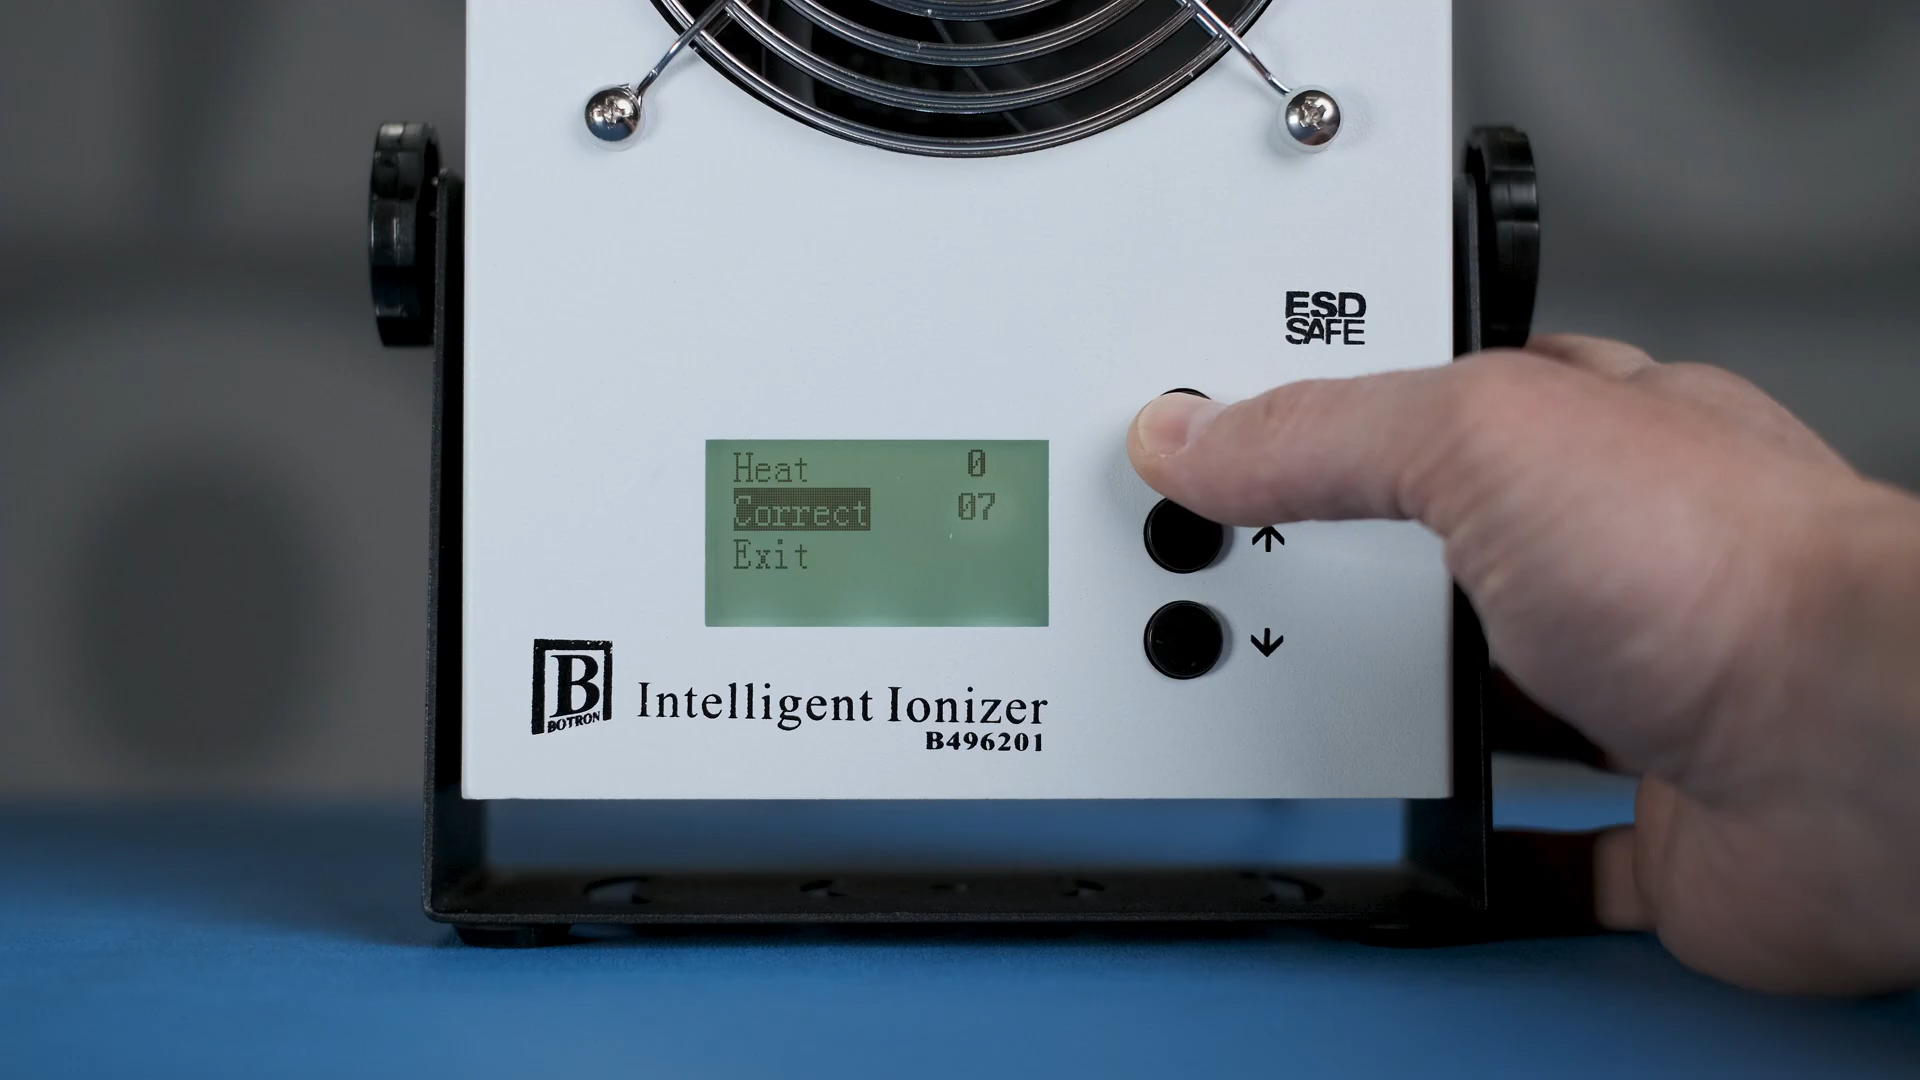 ESD
SAFE
Heat 0
Correct 07
Exit
↑
↓
B
BOTRON
Intelligent Ionizer
B496201